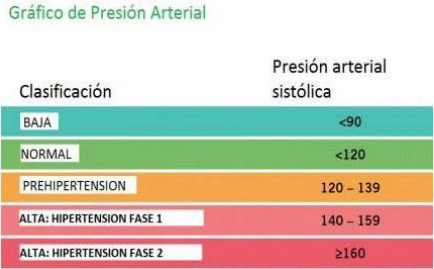 Gráfico de Presión Arterial
Presión arterial
Clasificación sistólica
BAJA <90
NORMAL <120
PREHIPERTENSION 120 – 139
ALTA: HIPERTENSION FASE 1 140 – 159
ALTA: HIPERTENSION FASE 2 ≥160